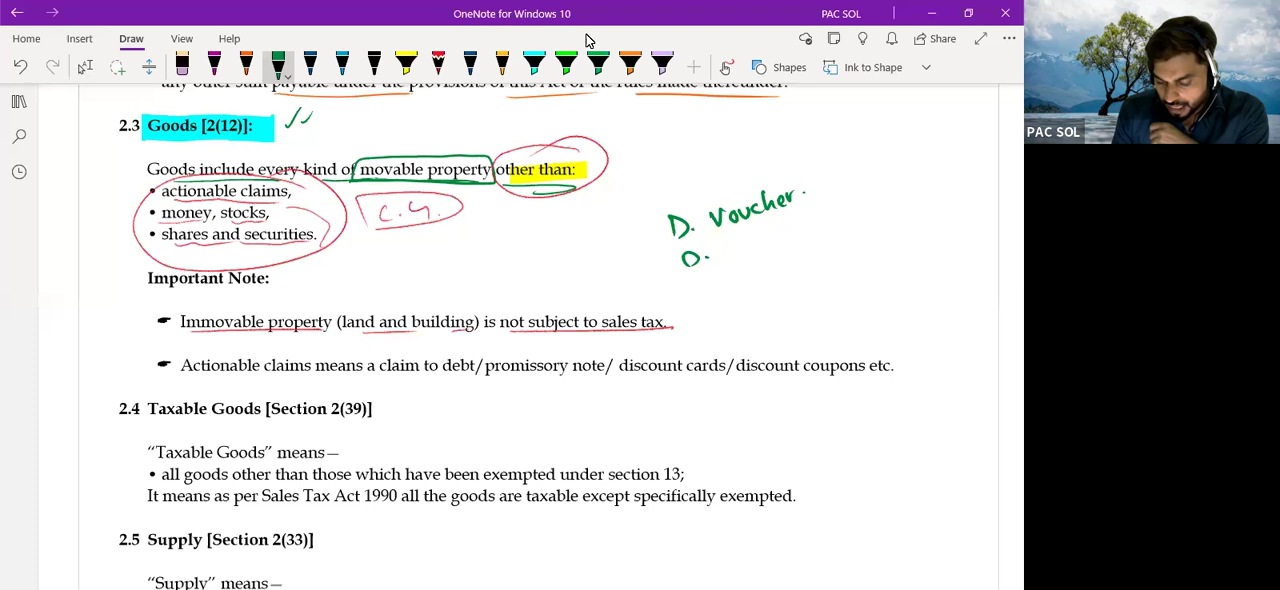 OneNote for Windows 10
PAC SOL
Home Insert Draw View Help
Share
Shapes
Ink to Shape
any other sum payable under the provisions of this Act or the rules made thereunder.
2.3 Goods [2(12)]:
Goods include every kind of movable property other than:
• actionable claims,
• money, stocks,
• shares and securities.
C.G.
D. Voucher.
O.
Important Note:
Immovable property (land and building) is not subject to sales tax.
Actionable claims means a claim to debt/promissory note/ discount cards/discount coupons etc.
2.4 Taxable Goods [Section 2(39)]
“Taxable Goods” means—
• all goods other than those which have been exempted under section 13;
It means as per Sales Tax Act 1990 all the goods are taxable except specifically exempted.
2.5 Supply [Section 2(33)]
“Supply” means—
PAC SOL